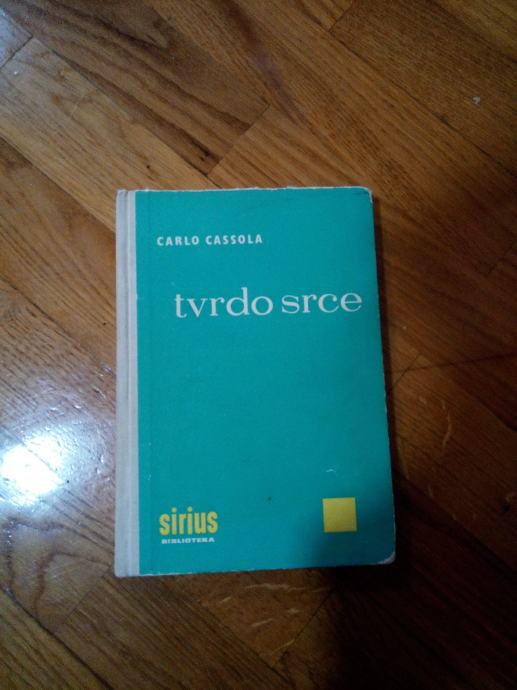 CARLO CASSOLA
tvrdo srce
sirius
BIBLIOTEKA